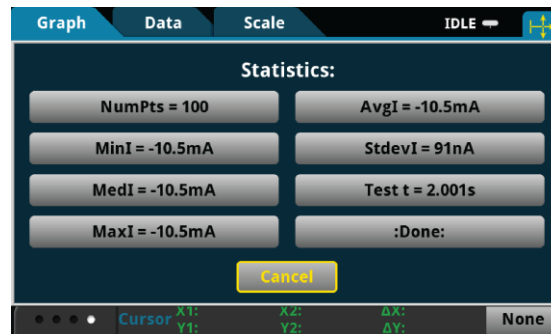 Graph Data Scale IDLE
Statistics:
NumPts = 100 AvgI = -10.5mA
MinI = -10.5mA StdevI = 91nA
MedI = -10.5mA Test t = 2.001s
MaxI = -10.5mA :Done:
Cancel
Cursor X1: X2: ΔX:
Y1: Y2: ΔY:
None